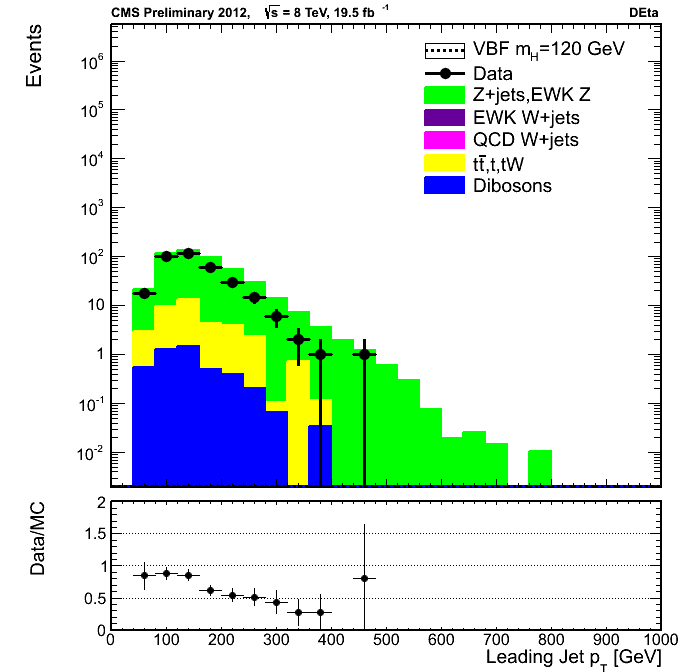 CMS Preliminary 2012, √s = 8 TeV, 19.5 fb⁻¹ DEta
Events
VBF m_H=120 GeV
Data
Z+jets,EWK Z
EWK W+jets
QCD W+jets
tt̄,t,tW
Dibosons
10⁶
10⁵
10⁴
10³
10²
10
1
10⁻¹
10⁻²
Data/MC
2
1.5
1
0.5
0
0 100 200 300 400 500 600 700 800 900 1000
Leading Jet p_T [GeV]